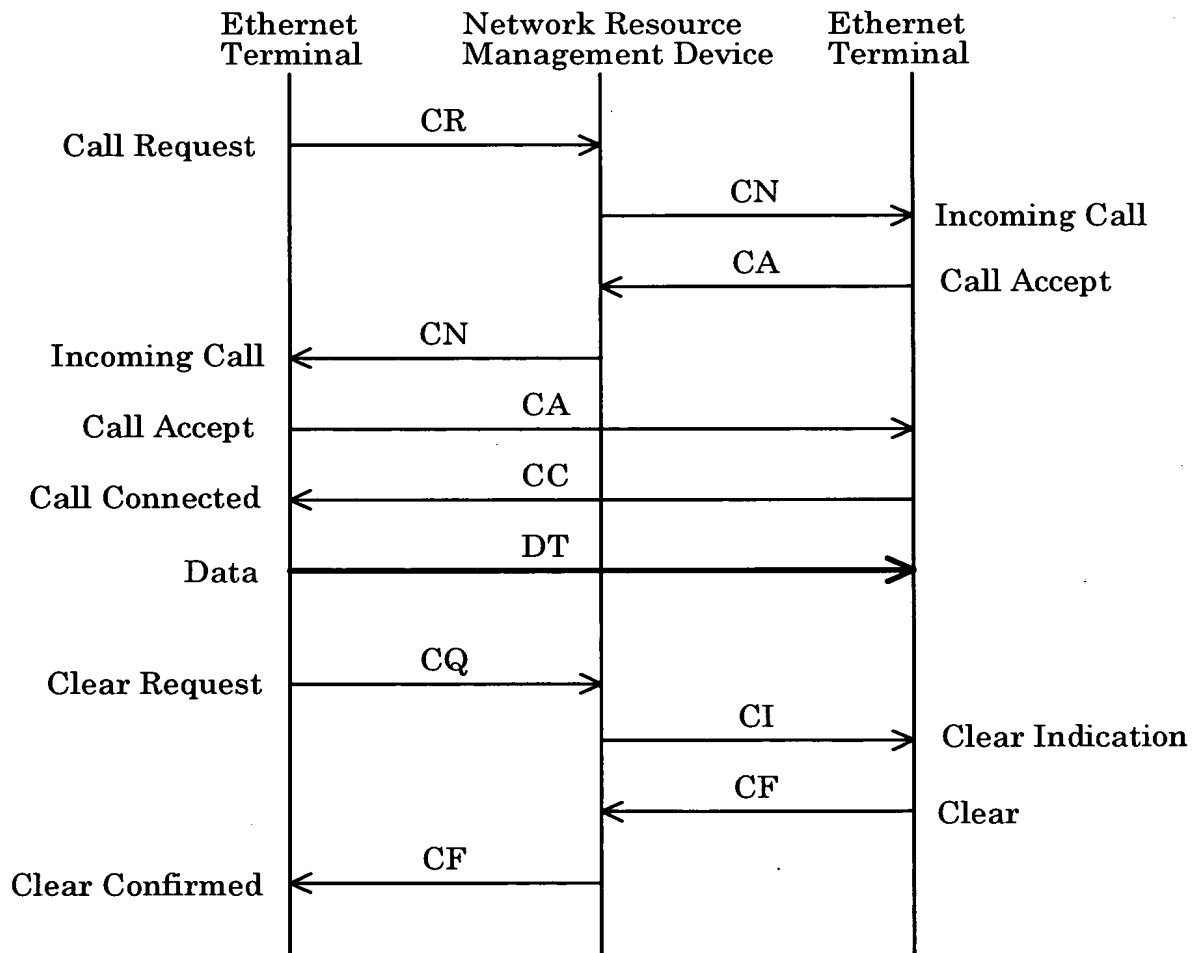 Ethernet
Terminal
Network Resource
Management Device
Ethernet
Terminal
CR
Call Request
CN
Incoming Call
CA
Call Accept
CN
Incoming Call
CA
Call Accept
CC
Call Connected
DT
Data
CQ
Clear Request
CI
Clear Indication
CF
Clear
CF
Clear Confirmed